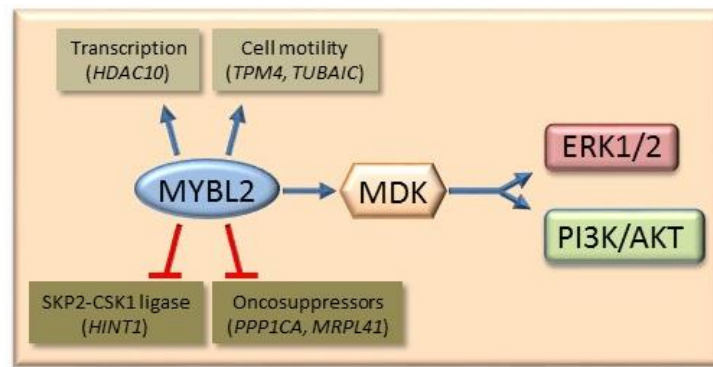 Transcription
(HDAC10)
Cell motility
(TPM4, TUBAIC)
MYBL2
MDK
ERK1/2
PI3K/AKT
SKP2-CSK1 ligase
(HINT1)
Oncosuppressors
(PPP1CA, MRPL41)